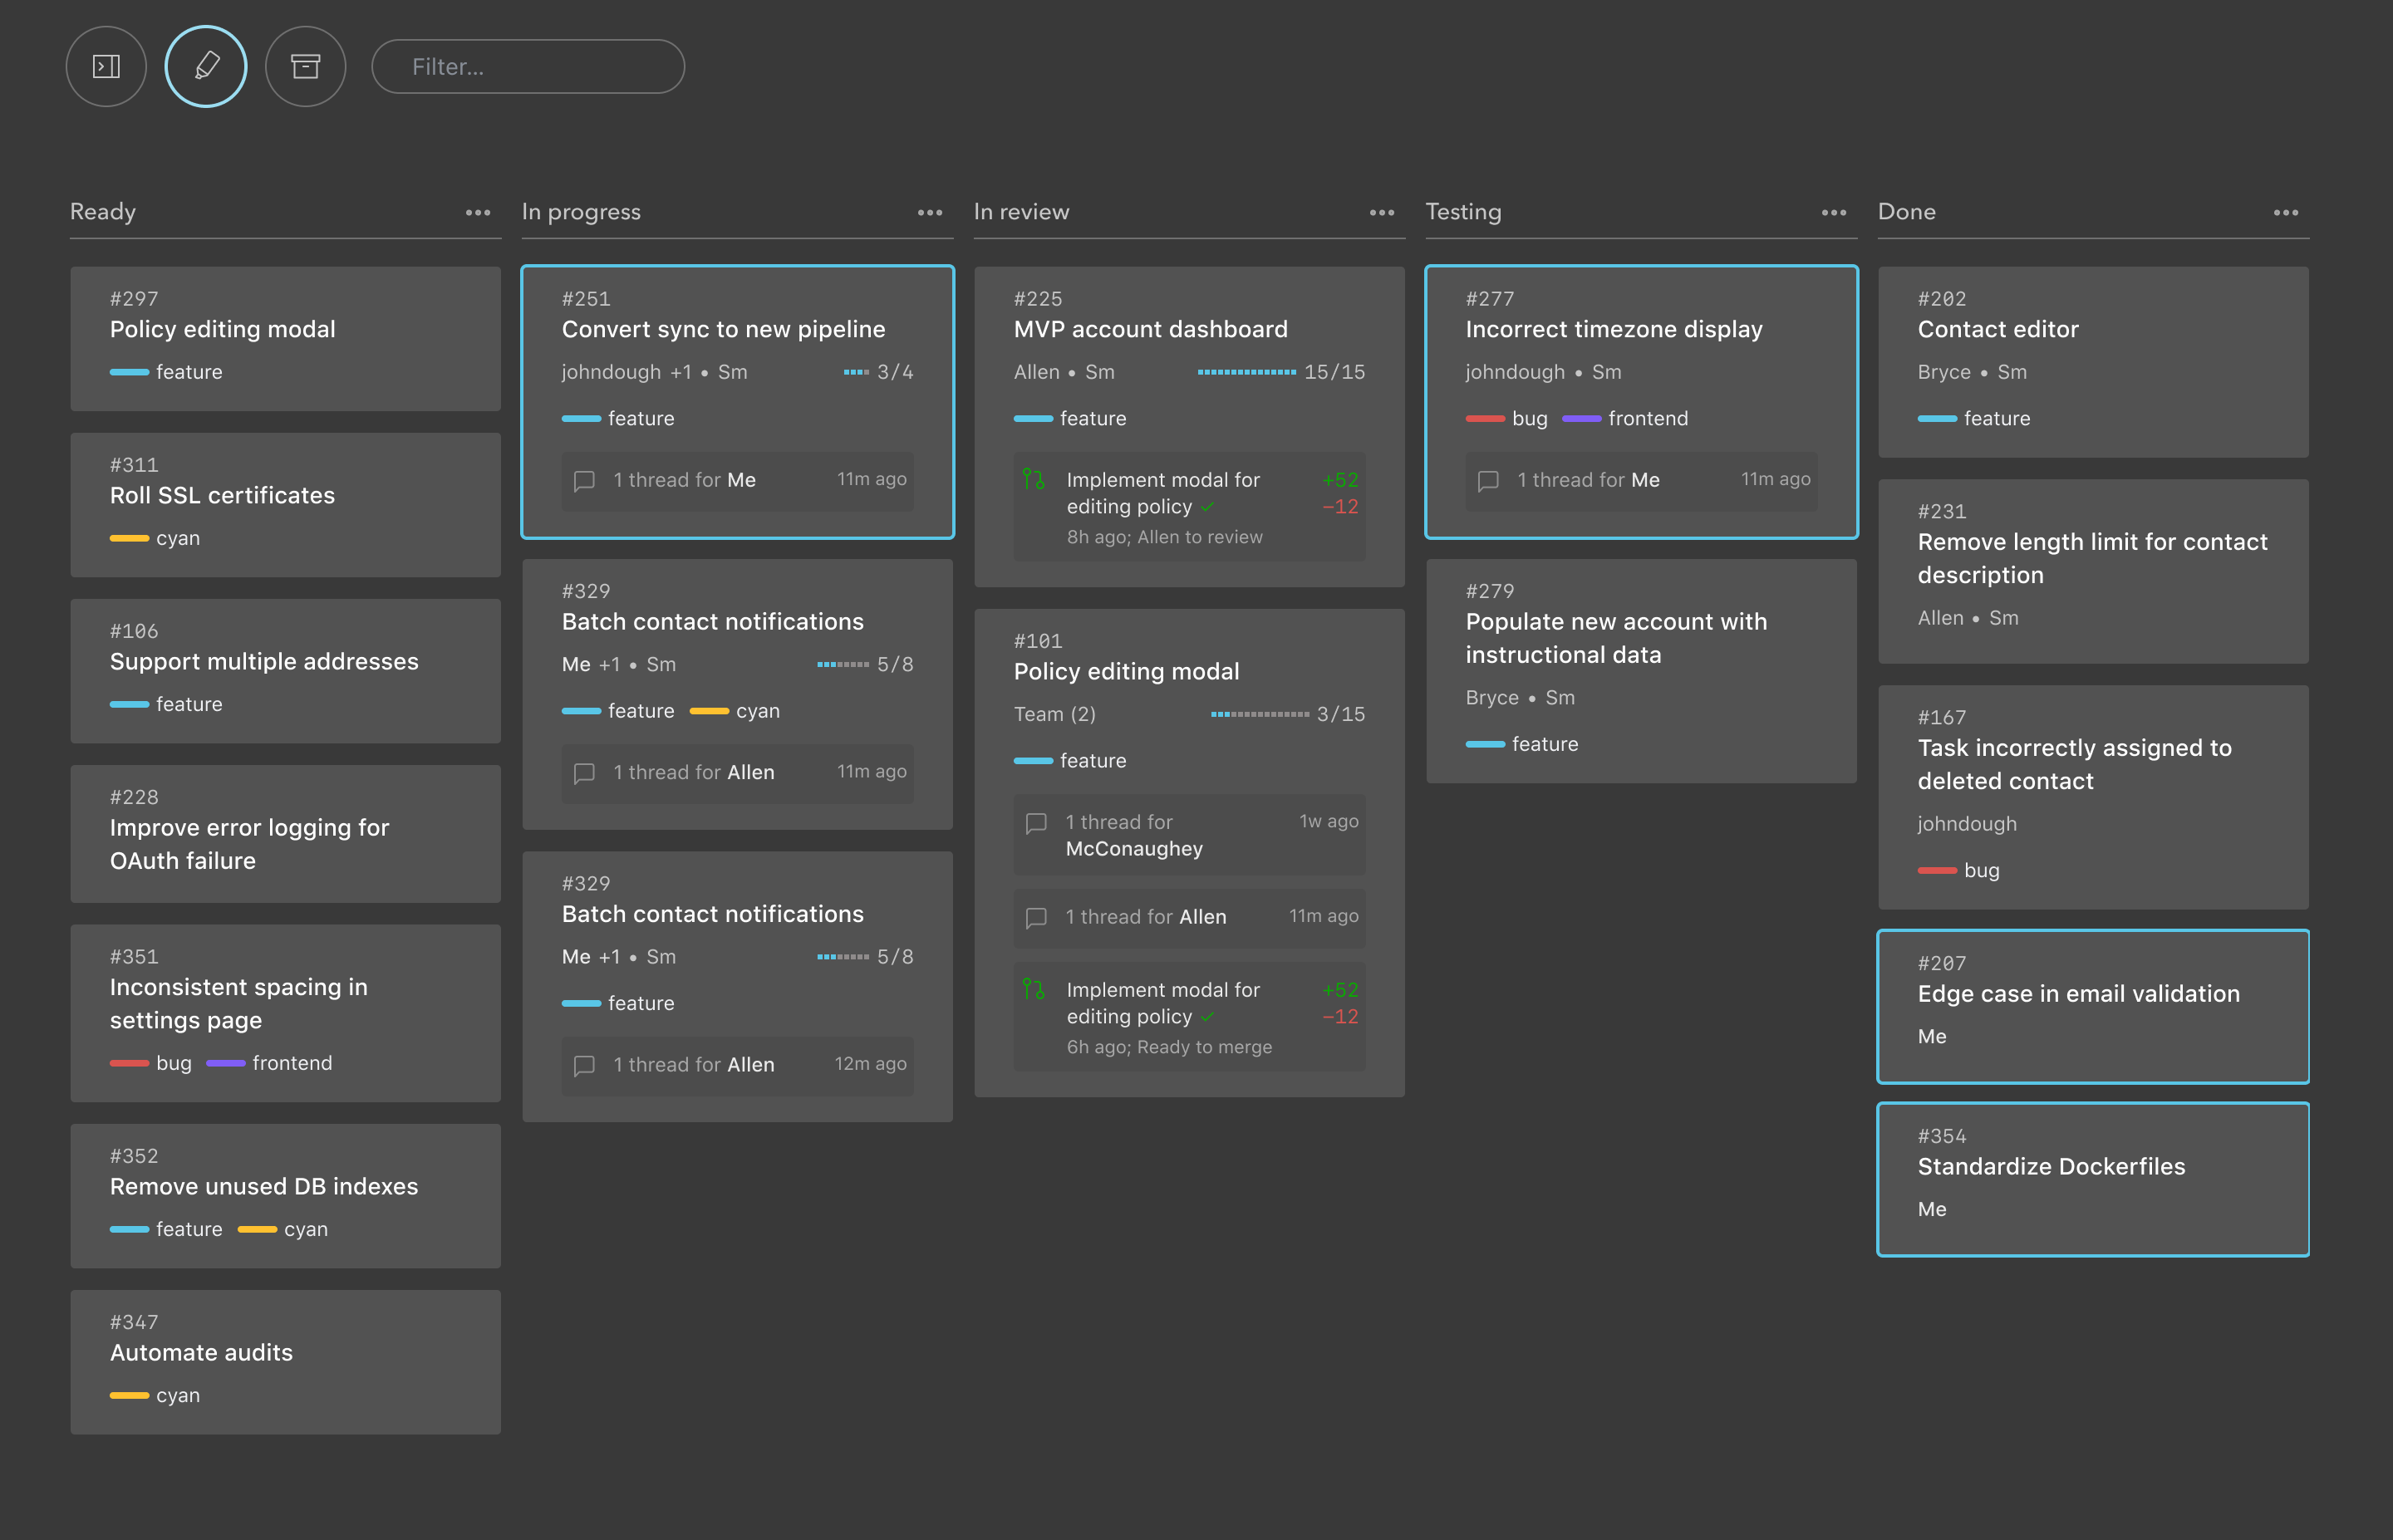 Filter...
Ready
#297
Policy editing modal
feature
#311
Roll SSL certificates
cyan
#106
Support multiple addresses
feature
#228
Improve error logging for
OAuth failure
#351
Inconsistent spacing in
settings page
bug frontend
#352
Remove unused DB indexes
feature cyan
#347
Automate audits
cyan
In progress
#251
Convert sync to new pipeline
johndough +1 • Sm 3/4
feature
1 thread for Me 11m ago
#329
Batch contact notifications
Me +1 • Sm 5/8
feature cyan
1 thread for Allen 11m ago
#329
Batch contact notifications
Me +1 • Sm 5/8
feature
1 thread for Allen 12m ago
In review
#225
MVP account dashboard
Allen • Sm 15/15
feature
Implement modal for +52
editing policy ✓ −12
8h ago; Allen to review
#101
Policy editing modal
Team (2) 3/15
feature
1 thread for 1w ago
McConaughey
1 thread for Allen 11m ago
Implement modal for +52
editing policy ✓ −12
6h ago; Ready to merge
Testing
#277
Incorrect timezone display
johndough • Sm
bug frontend
1 thread for Me 11m ago
#279
Populate new account with
instructional data
Bryce • Sm
feature
Done
#202
Contact editor
Bryce • Sm
feature
#231
Remove length limit for contact
description
Allen • Sm
#167
Task incorrectly assigned to
deleted contact
johndough
bug
#207
Edge case in email validation
Me
#354
Standardize Dockerfiles
Me